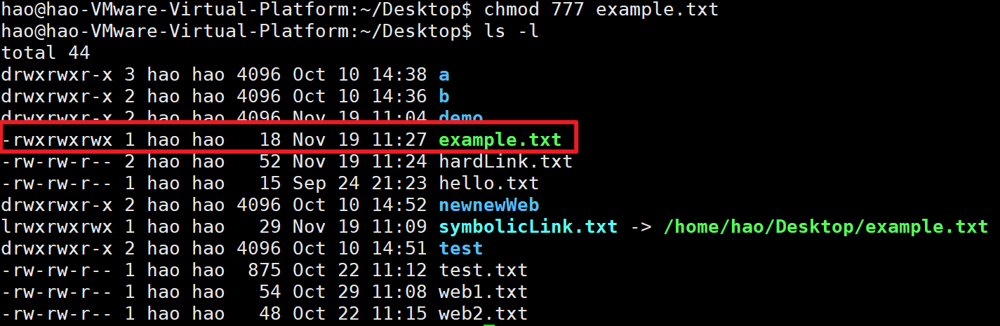 hao@hao-VMware-Virtual-Platform:~/Desktop$ chmod 777 example.txt
hao@hao-VMware-Virtual-Platform:~/Desktop$ ls -l
total 44
drwxrwxr-x 3 hao hao 4096 Oct 10 14:38 a
drwxrwxr-x 2 hao hao 4096 Oct 10 14:36 b
drwxrwxr-x 2 hao hao 4096 Nov 19 11:04 demo
-rwxrwxrwx 1 hao hao   18 Nov 19 11:27 example.txt
-rw-rw-r-- 2 hao hao   52 Nov 19 11:24 hardLink.txt
-rw-rw-r-- 1 hao hao   15 Sep 24 21:23 hello.txt
drwxrwxr-x 2 hao hao 4096 Oct 10 14:52 newnewWeb
lrwxrwxrwx 1 hao hao   29 Nov 19 11:09 symbolicLink.txt -> /home/hao/Desktop/example.txt
drwxrwxr-x 2 hao hao 4096 Oct 10 14:51 test
-rw-rw-r-- 1 hao hao  875 Oct 22 11:12 test.txt
-rw-rw-r-- 1 hao hao   54 Oct 29 11:08 web1.txt
-rw-rw-r-- 1 hao hao   48 Oct 22 11:15 web2.txt